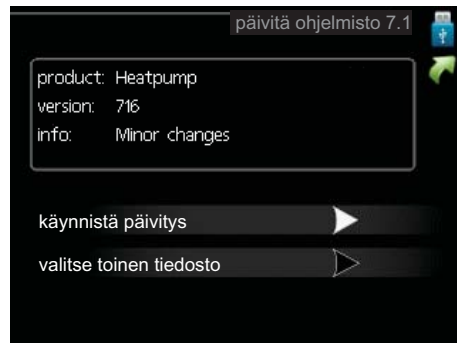 päivitä ohjelmisto 7.1
product: Heatpump
version: 716
info: Minor changes
käynnistä päivitys
valitse toinen tiedosto